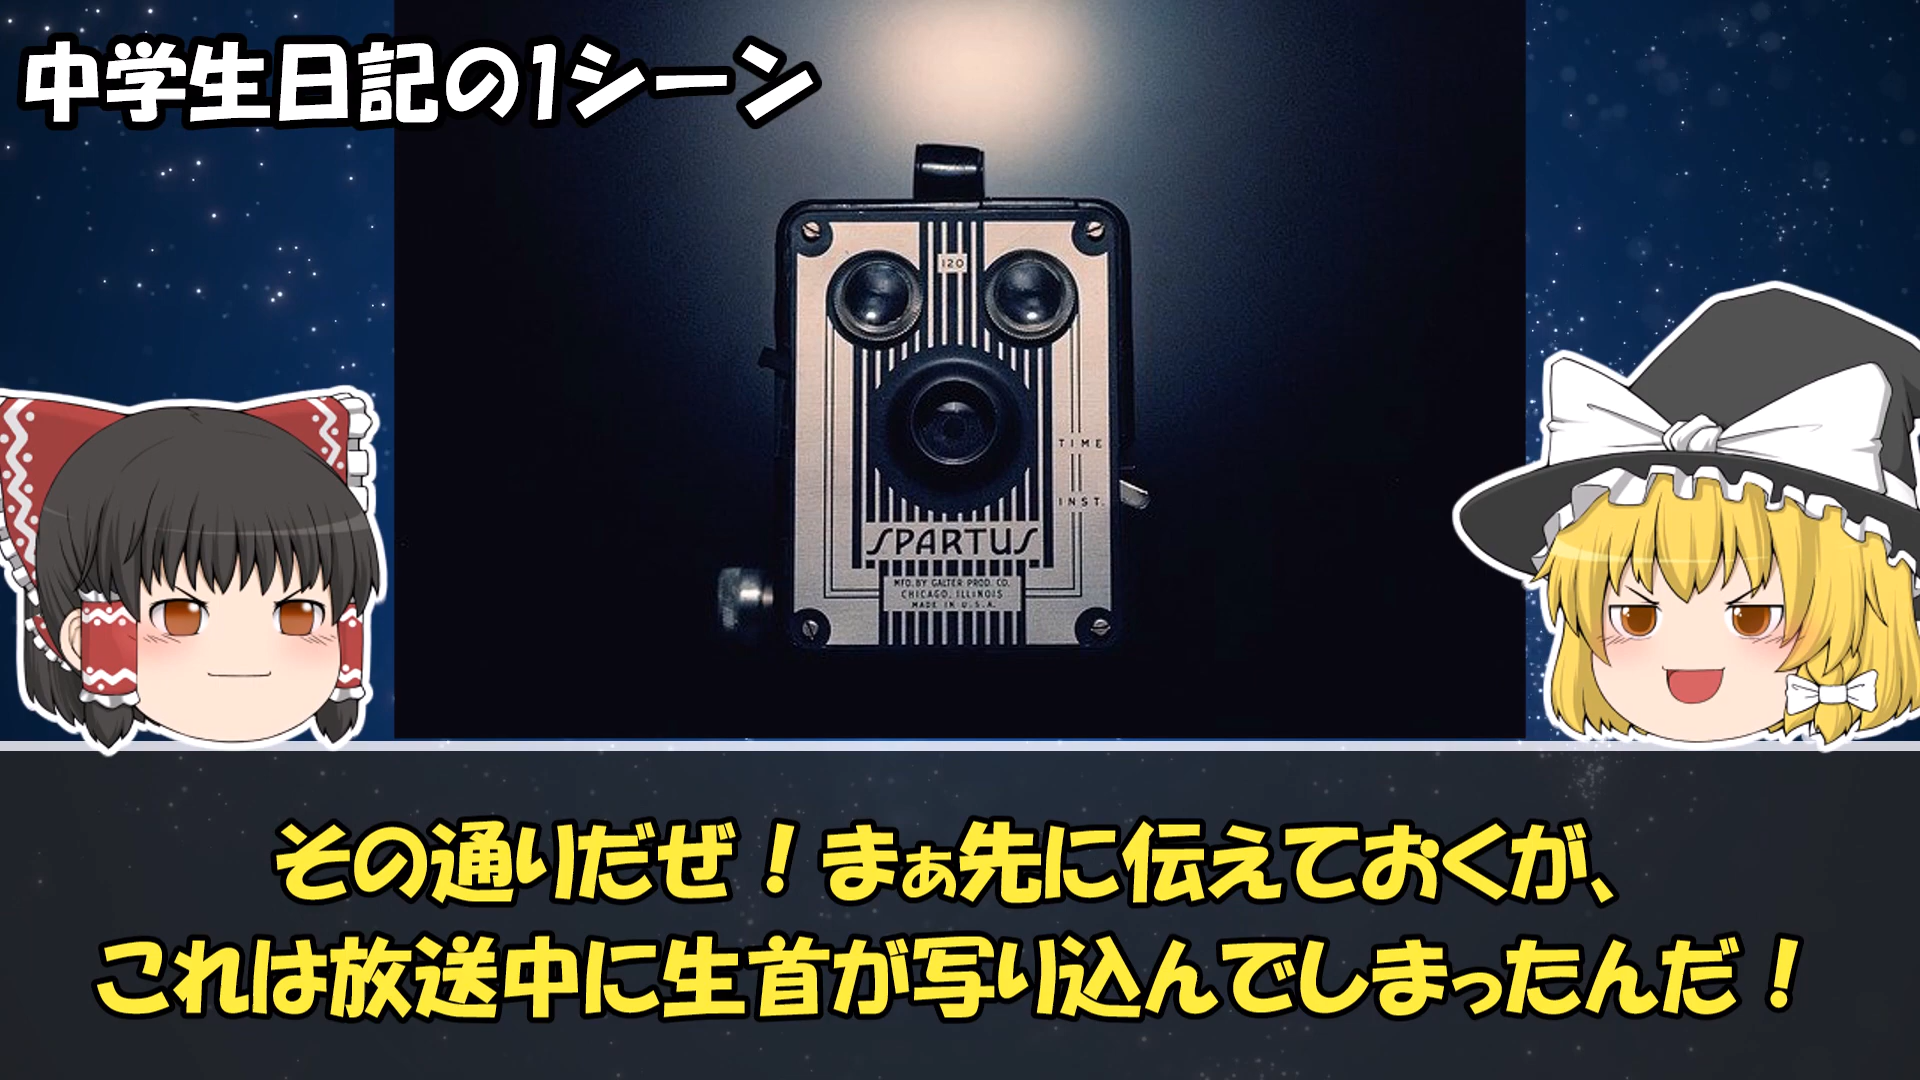 中学生日記の1シーン
120
TIME
INST.
SPARTUS
MFD. BY GALTER PROD. CO.
CHICAGO, ILLINOIS
MADE IN U.S.A.
その通りだぜ！まぁ先に伝えておくが、
これは放送中に生首が写り込んでしまったんだ！